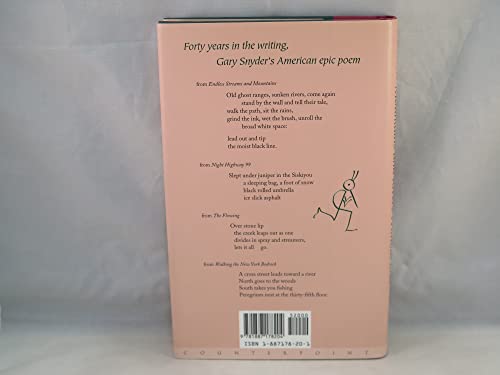 Forty years in the writing,
Gary Snyder's American epic poem
from Endless Streams and Mountains
Old ghost ranges, sunken rivers, come again
stand by the wall and tell their tale,
walk the path, sit the rains,
grind the ink, wet the brush, unroll the
broad white space:
lead out and tip
the moist black line.
from Night Highway 99
Slept under juniper in the Siskiyou
a sleeping bag, a foot of snow
black rolled umbrella
ice slick asphalt
from The Flowing
Over stone lip
the creek leaps out as one
divides in spray and streamers,
lets it all go.
from Walking the New York Bedrock
A cross street leads toward a river
North goes to the woods
South takes you fishing
Peregrines nest at the thirty-fifth floor.
52000
9 781887 178204
ISBN 1-887178-20-1
COUNTERPOINT